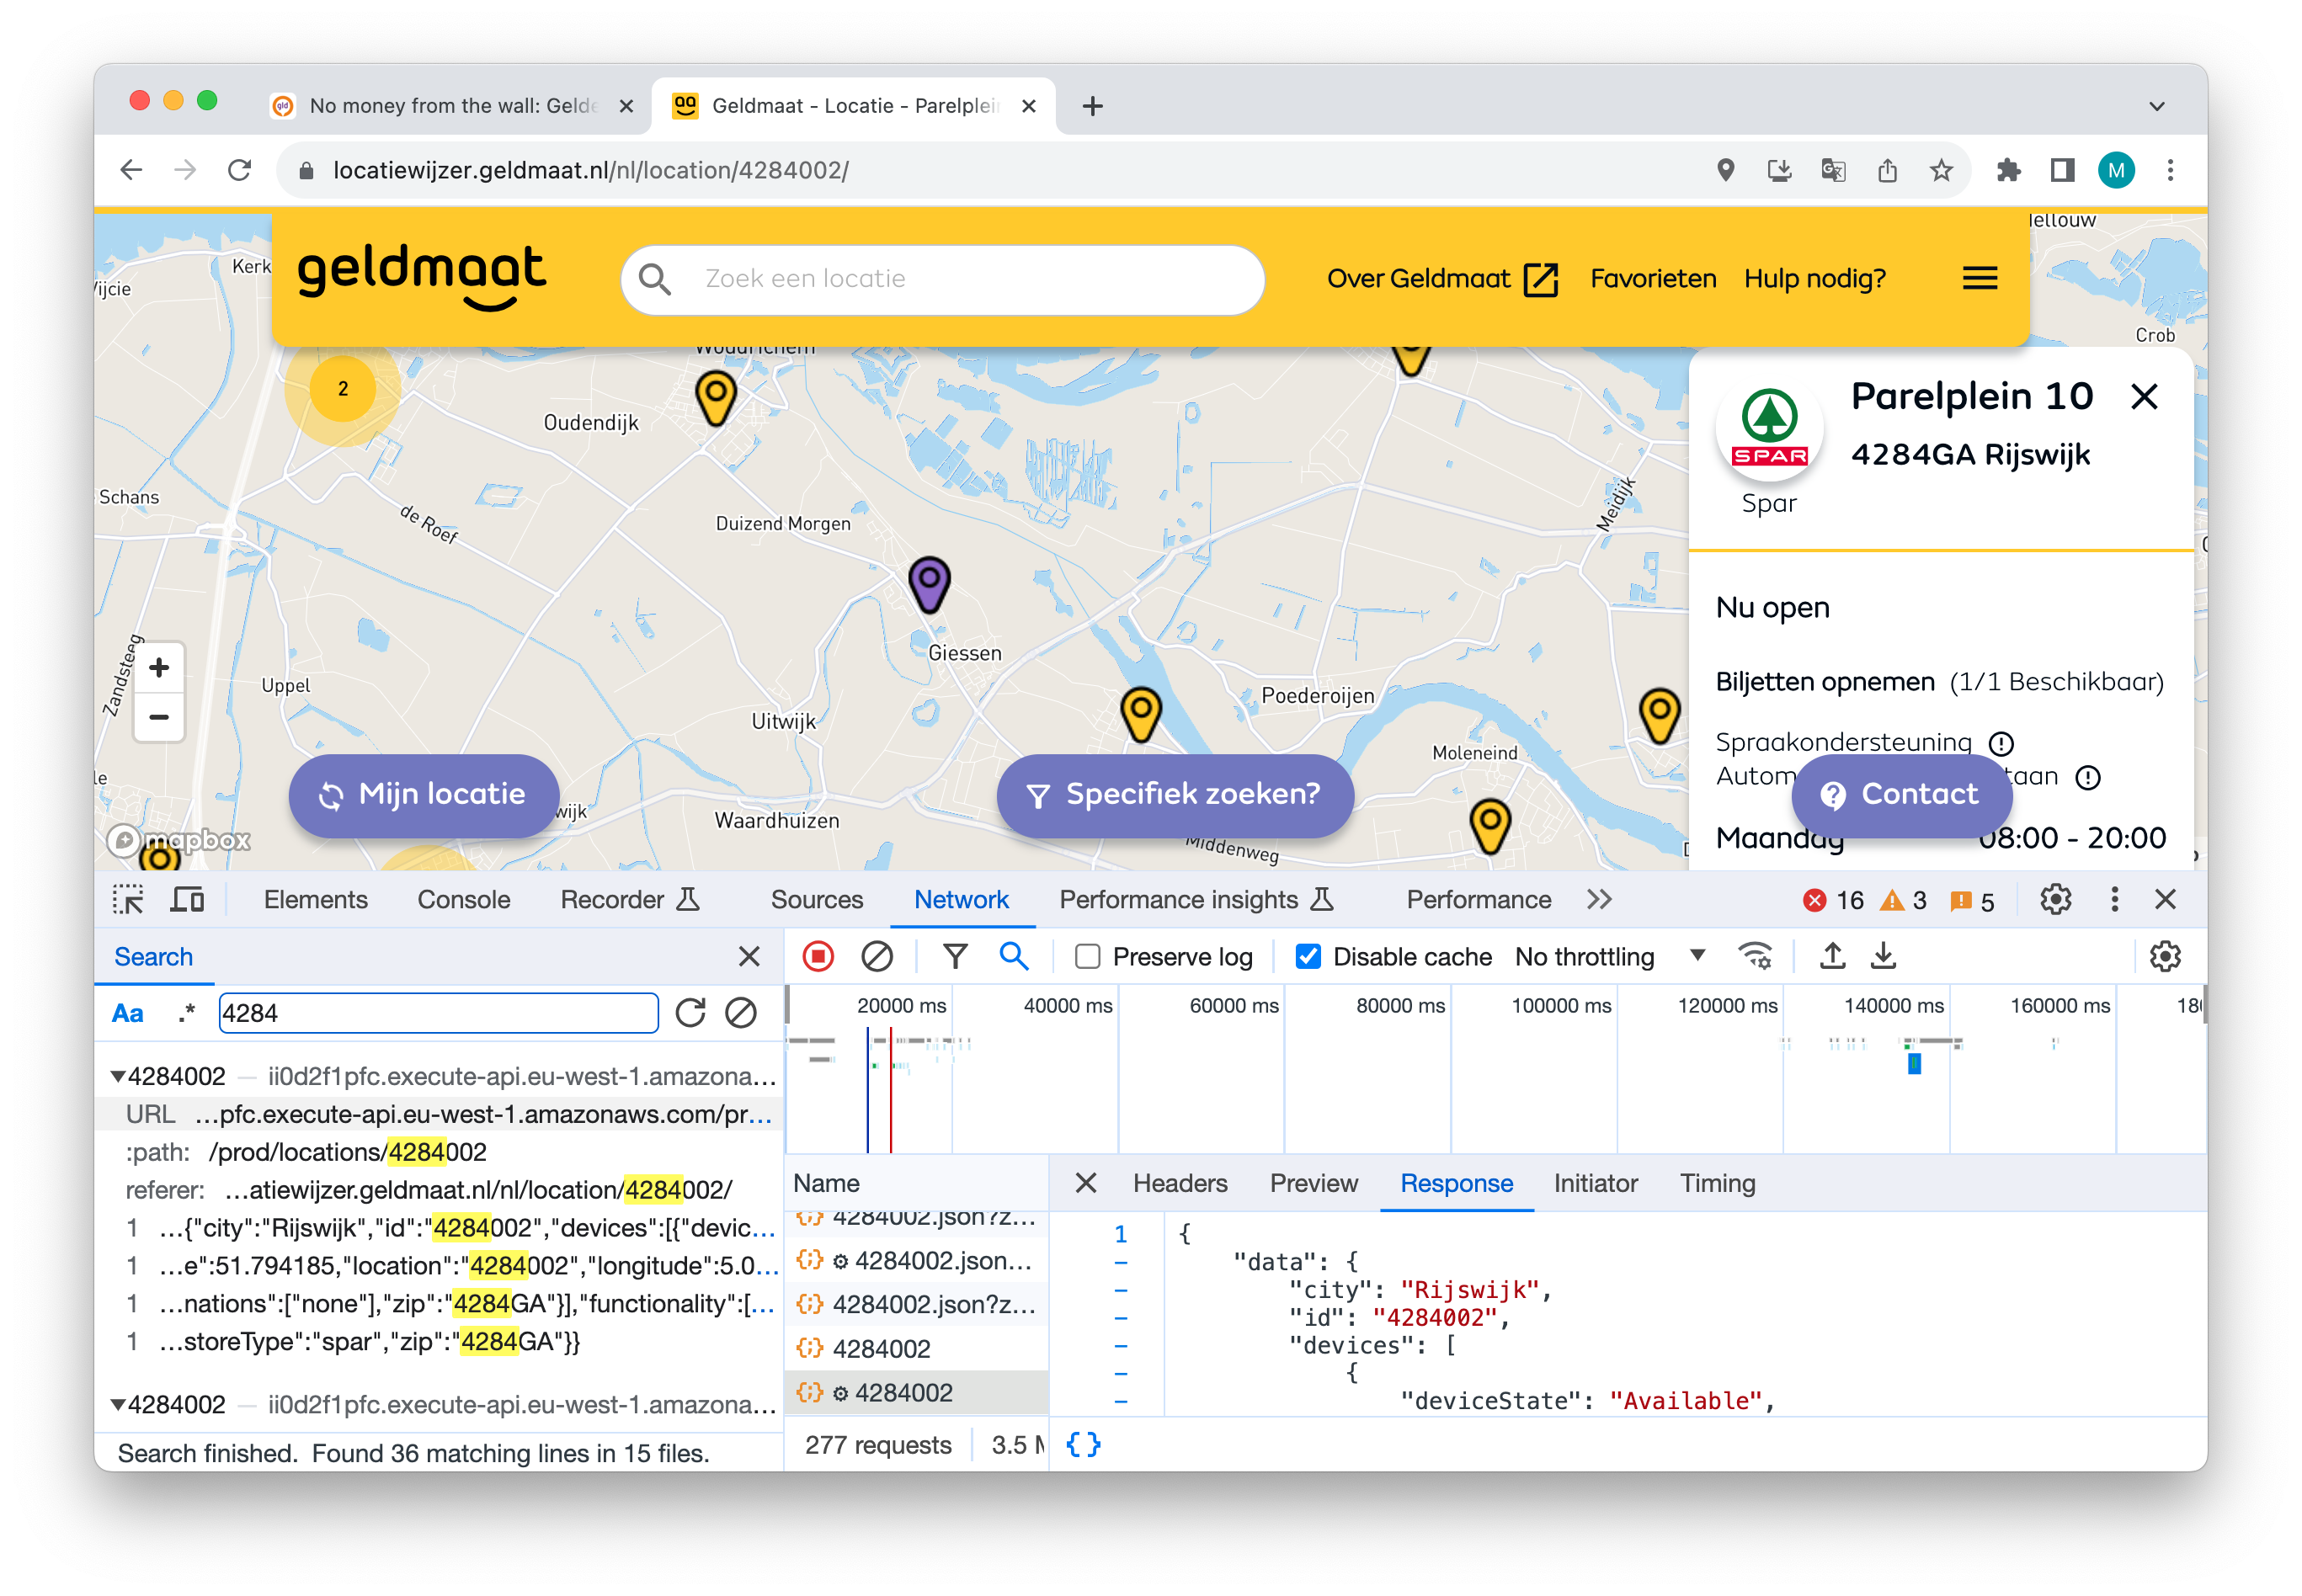 No money from the wall: Gelde
Geldmaat - Locatie - Parelplein
locatiewijzer.geldmaat.nl/nl/location/4284002/
M
geldmaat
Zoek een locatie
Over Geldmaat
Favorieten
Hulp nodig?
Kerk
Crob
2
Woudrichem
Oudendijk
Schans
de Roef
Duizend Morgen
Meidijk
Zandsteeg
Giessen
Uppel
Uitwijk
Poederoijen
Moleneind
wijk
Waardhuizen
Middenweg
mapbox
+
−
Mijn locatie
Specifiek zoeken?
Contact
SPAR
Spar
Parelplein 10
4284GA Rijswijk
Nu open
Biljetten opnemen (1/1 Beschikbaar)
Spraakondersteuning
Autom taan
Maandag 08:00 - 20:00
Elements Console Recorder Sources Network Performance insights Performance 16 3 5
Search
Preserve log Disable cache No throttling
Aa .* 4284
20000 ms 40000 ms 60000 ms 80000 ms 100000 ms 120000 ms 140000 ms 160000 ms 18
4284002 — ii0d2f1pfc.execute-api.eu-west-1.amazona…
URL …pfc.execute-api.eu-west-1.amazonaws.com/pr…
:path: /prod/locations/4284002
referer: …atiewijzer.geldmaat.nl/nl/location/4284002/
1 …{"city":"Rijswijk","id":"4284002","devices":[{"devic…
1 …e":51.794185,"location":"4284002","longitude":5.0…
1 …nations":["none"],"zip":"4284GA"}],"functionality":[…
1 …storeType":"spar","zip":"4284GA"}}
4284002 — ii0d2f1pfc.execute-api.eu-west-1.amazona…
Search finished. Found 36 matching lines in 15 files.
Name
4284002.json?z…
4284002.json…
4284002.json?z…
4284002
4284002
277 requests 3.5 M
Headers Preview Response Initiator Timing
1 {
− "data": {
− "city": "Rijswijk",
− "id": "4284002",
− "devices": [
− {
− "deviceState": "Available",
{ }